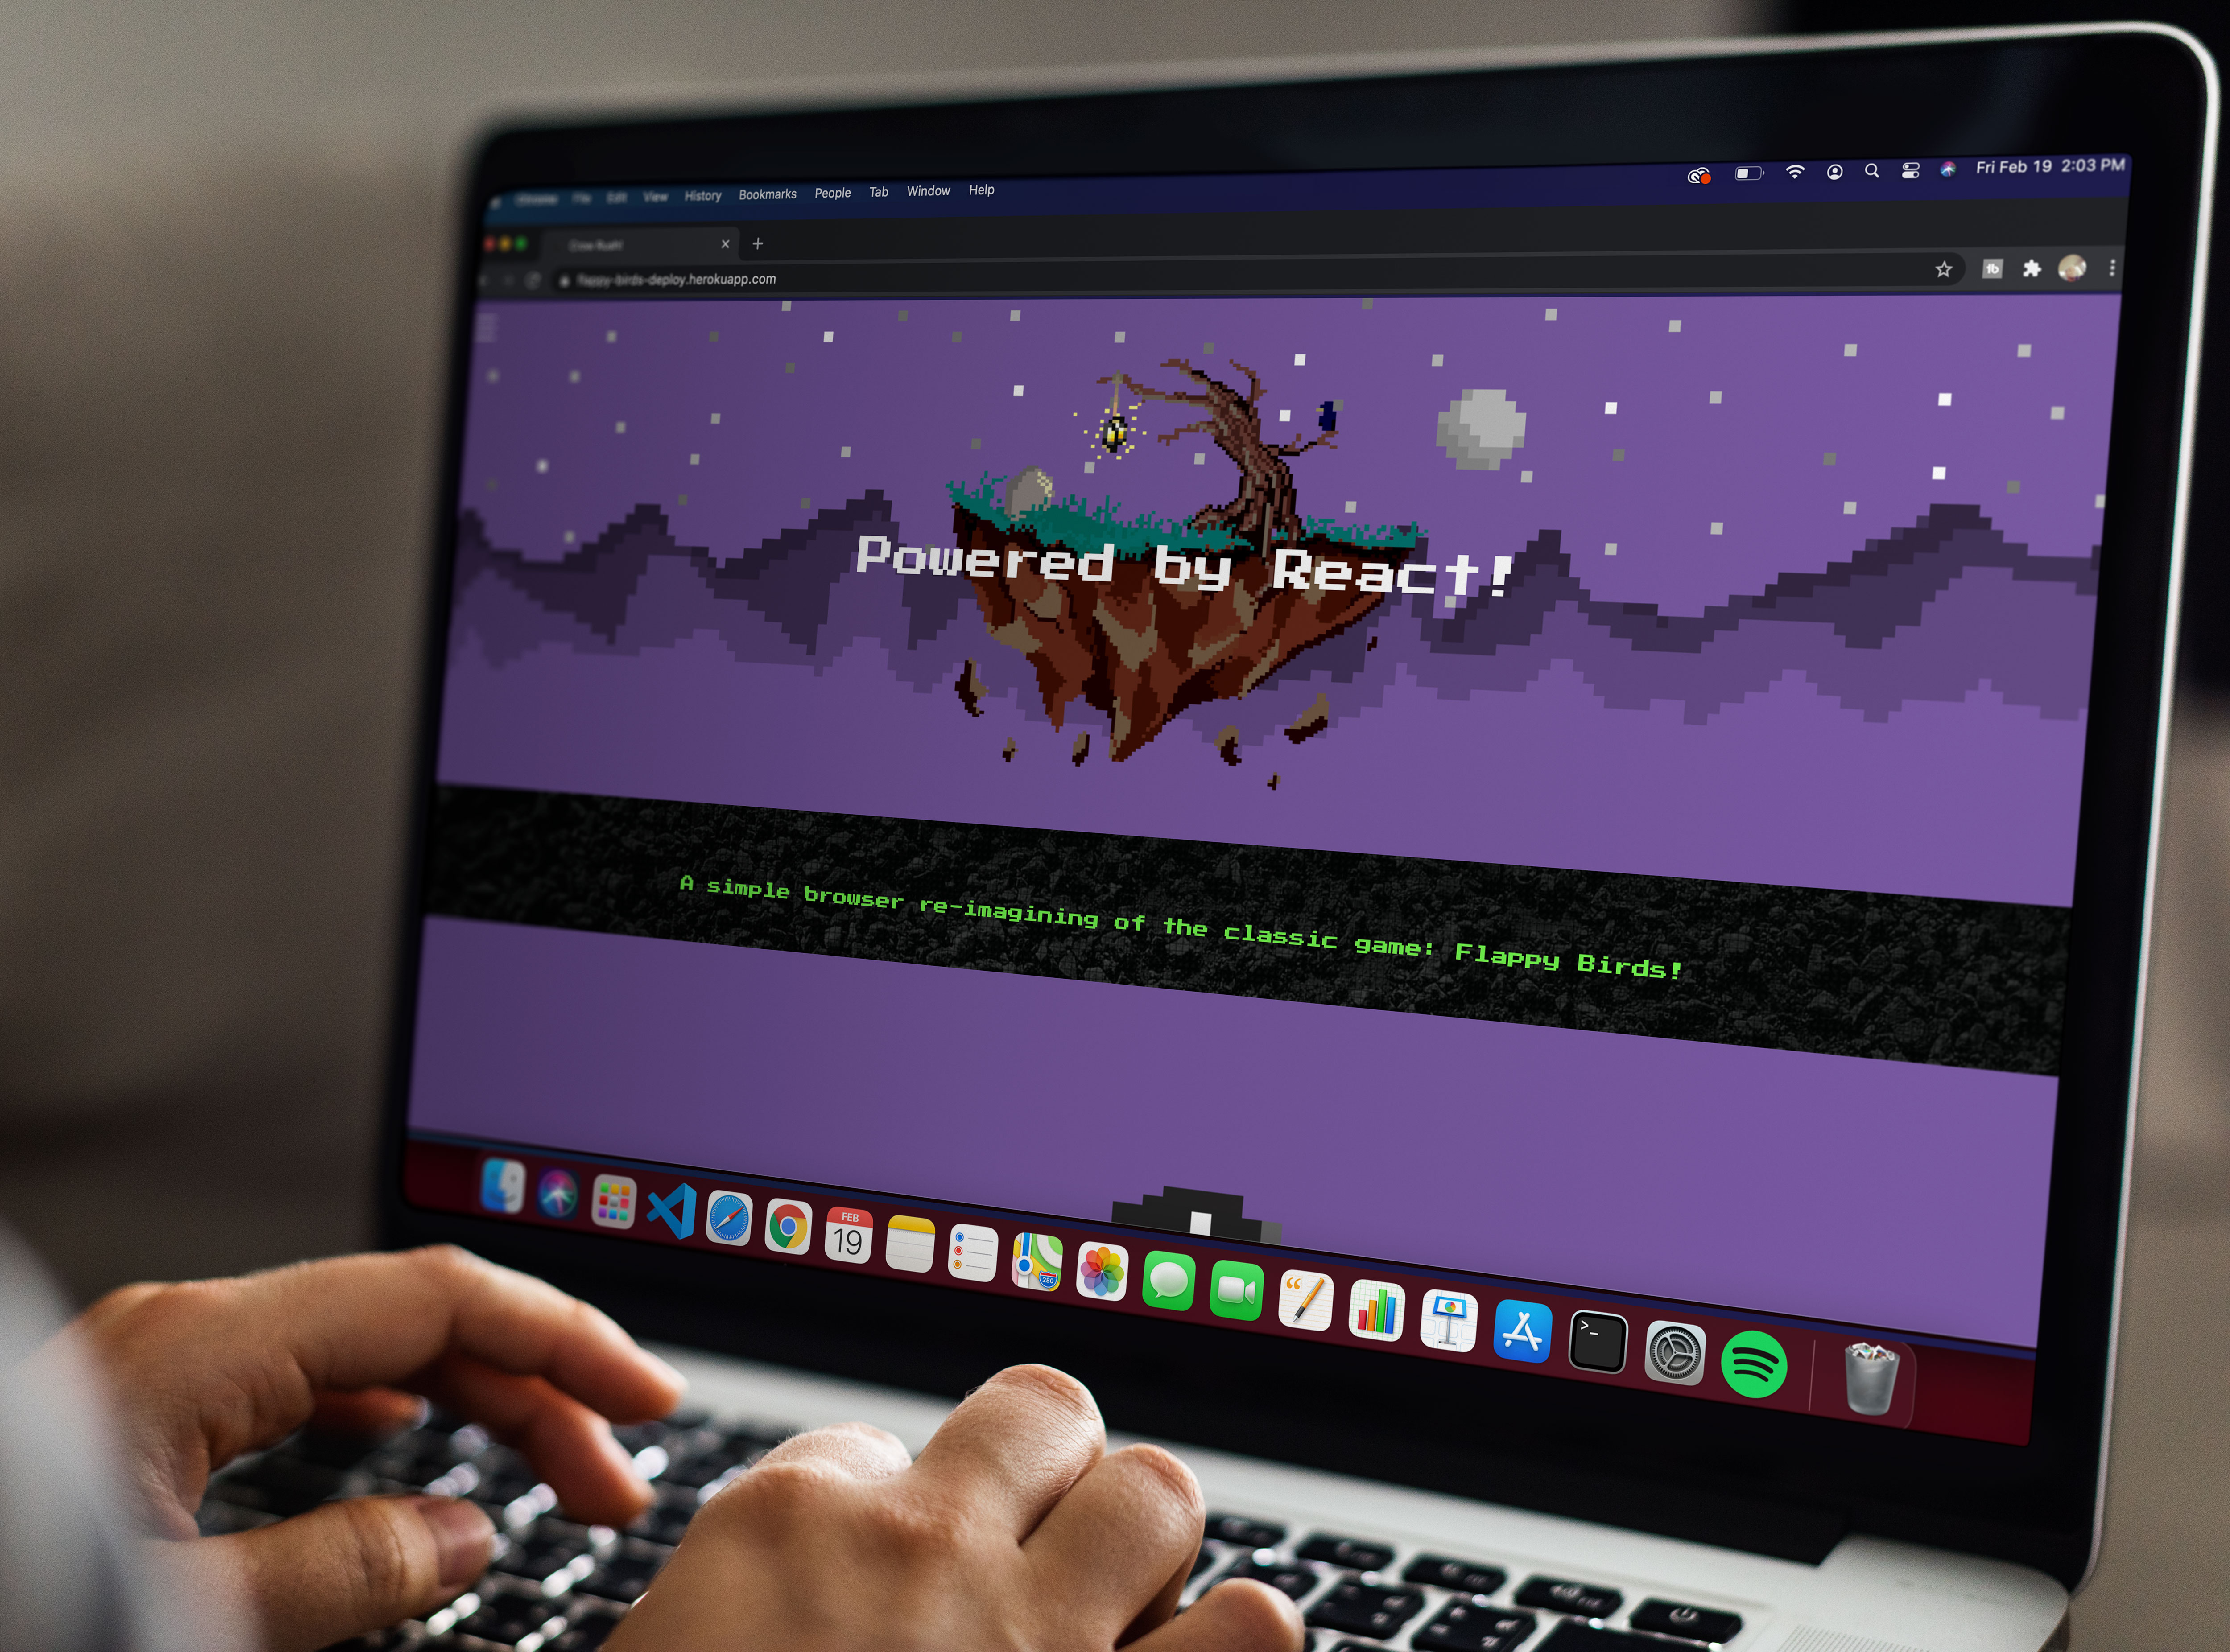 Chrome File Edit View History Bookmarks People Tab Window Help
Fri Feb 19 2:03 PM
Crow Rush!
flappy-birds-deploy.herokuapp.com
Powered by React!
A simple browser re-imagining of the classic game: Flappy Birds!
FEB
19
280
>_